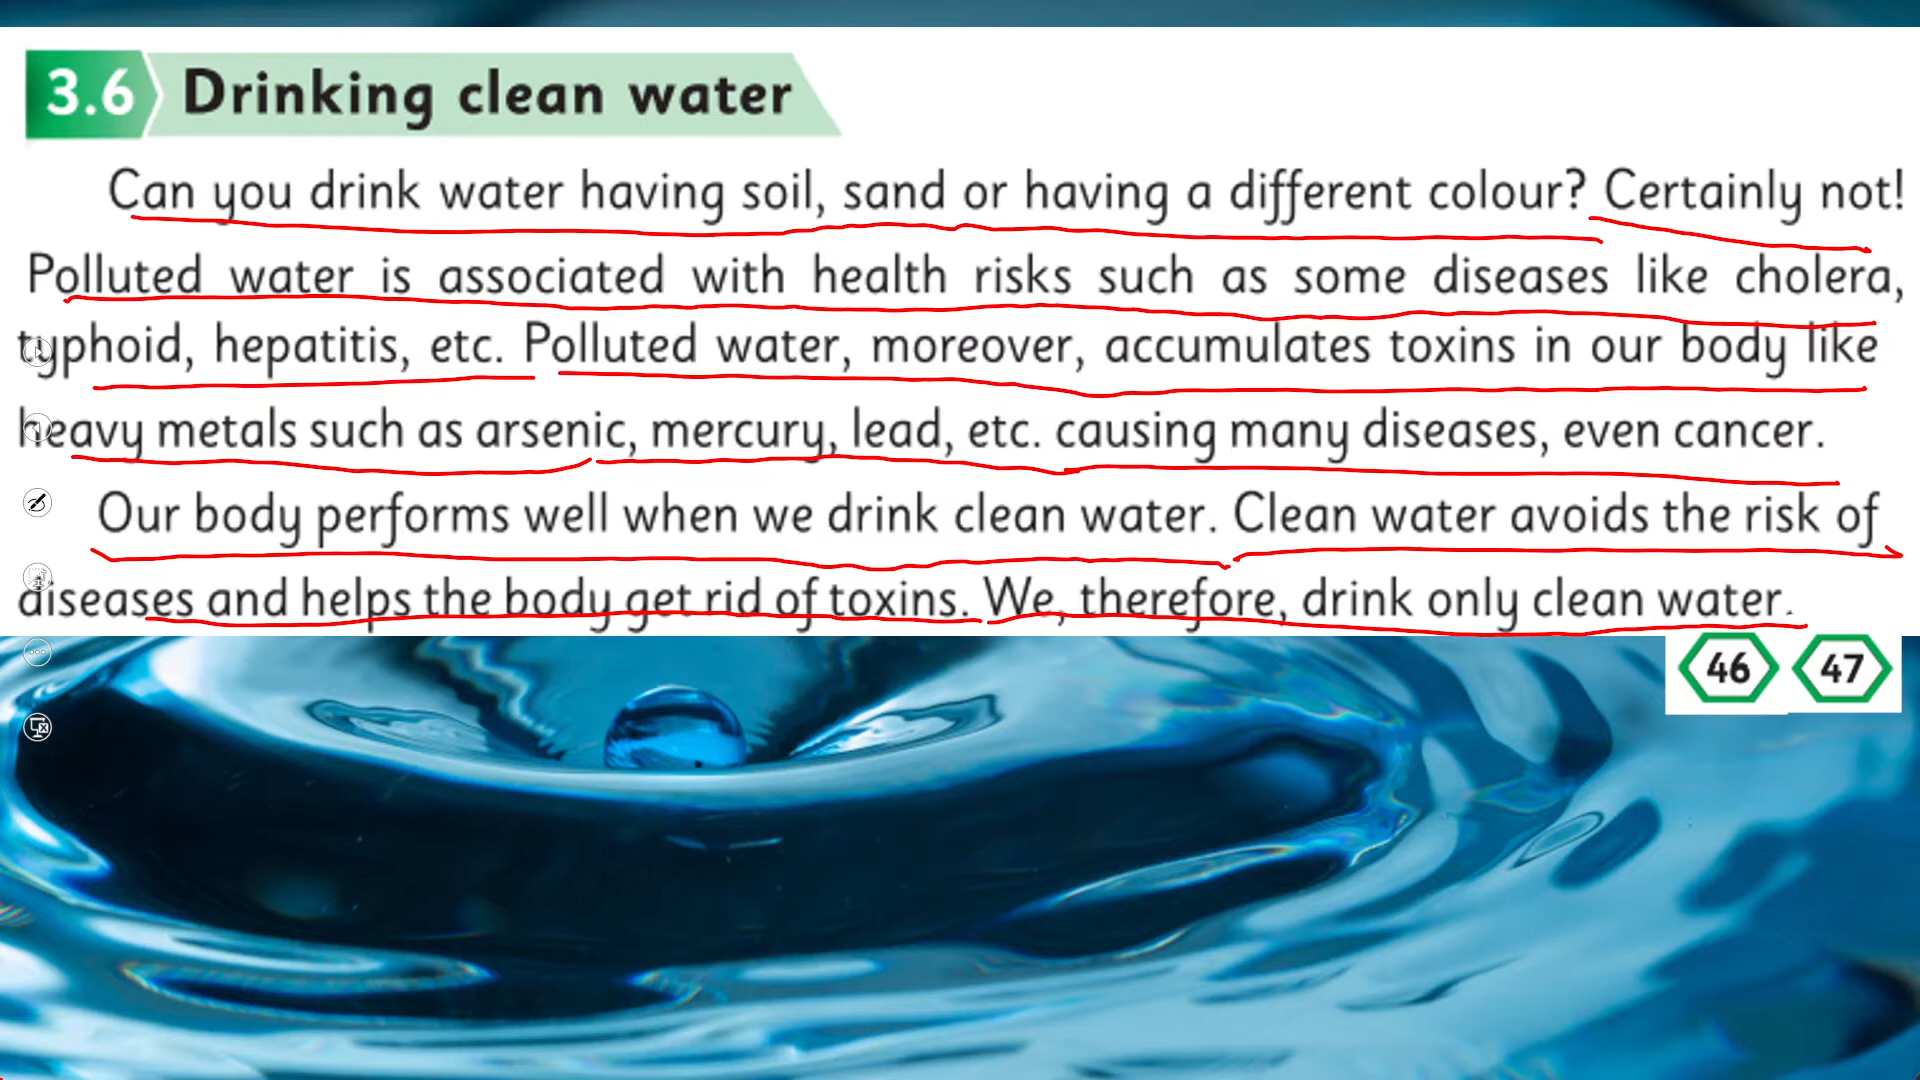 3.6 Drinking clean water
Can you drink water having soil, sand or having a different colour? Certainly not!
Polluted water is associated with health risks such as some diseases like cholera,
typhoid, hepatitis, etc. Polluted water, moreover, accumulates toxins in our body like
heavy metals such as arsenic, mercury, lead, etc. causing many diseases, even cancer.
Our body performs well when we drink clean water. Clean water avoids the risk of
diseases and helps the body get rid of toxins. We, therefore, drink only clean water.
46 47